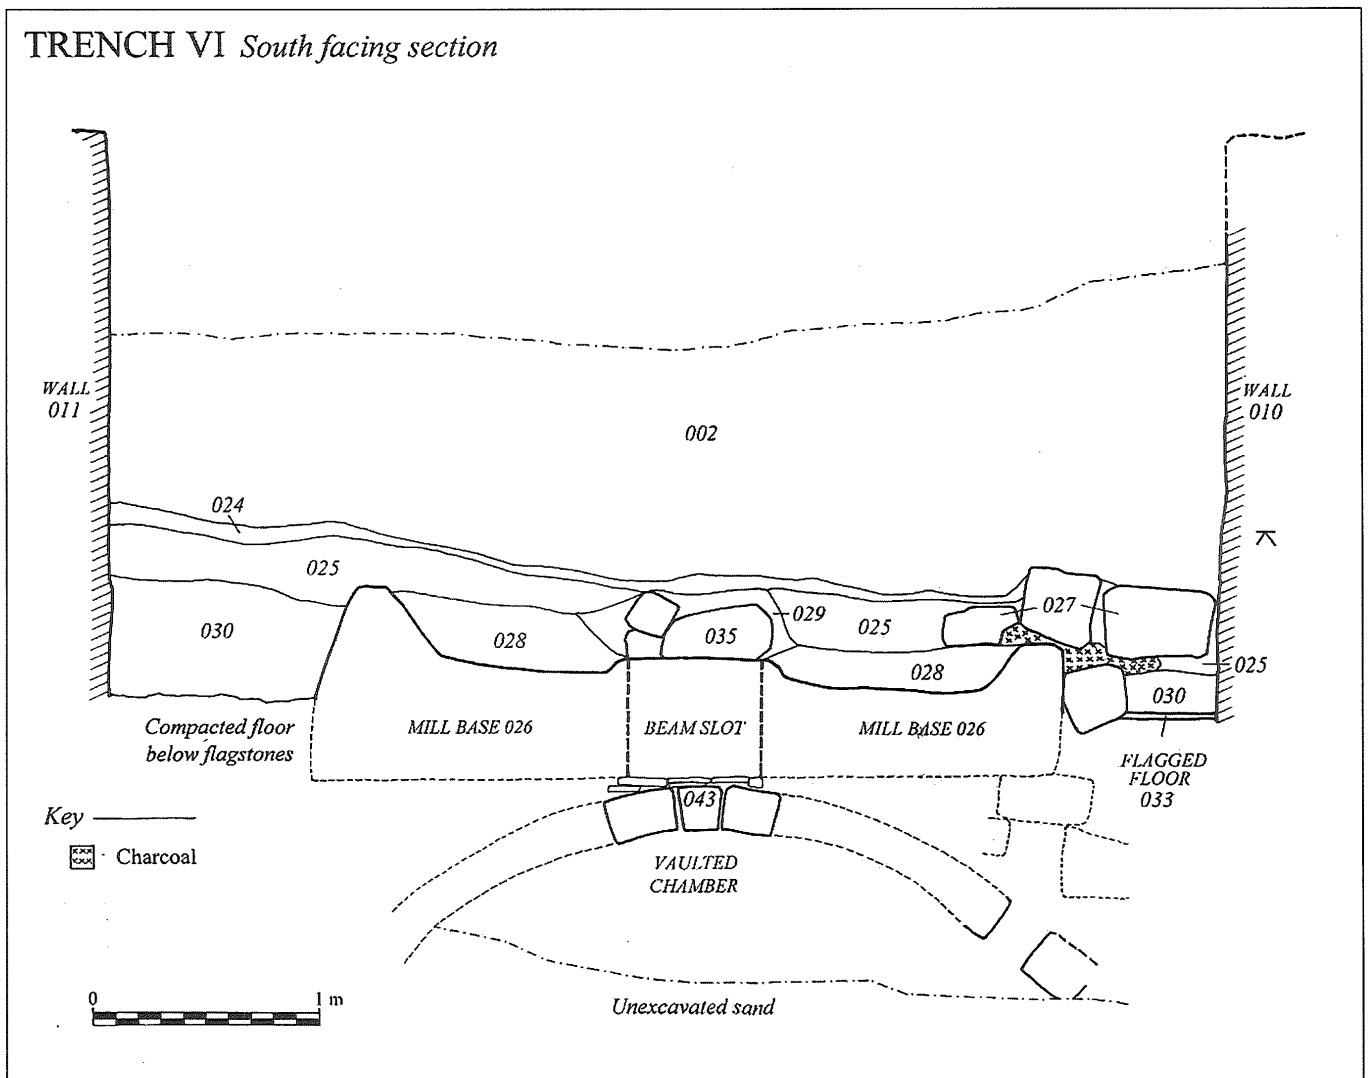 TRENCH VI South facing section
WALL
011
WALL
010
002
024
025
030
028
035
029
025
027
028
025
030
Compacted floor
below flagstones
MILL BASE 026
BEAM SLOT
MILL BASE 026
FLAGGED
FLOOR
033
043
Key
Charcoal
VAULTED
CHAMBER
0 1 m
Unexcavated sand